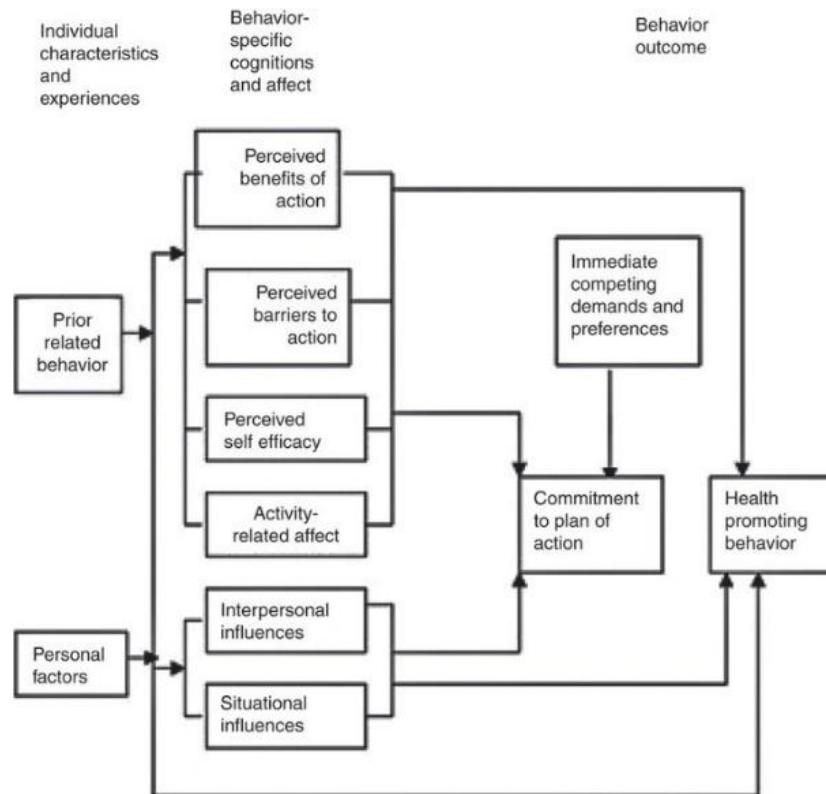 Individual
characteristics
and
experiences
Behavior-
specific
cognitions
and affect
Behavior
outcome
Perceived
benefits of
action
Perceived
barriers to
action
Immediate
competing
demands and
preferences
Prior
related
behavior
Perceived
self efficacy
Activity-
related affect
Commitment
to plan of
action
Health
promoting
behavior
Interpersonal
influences
Personal
factors
Situational
influences